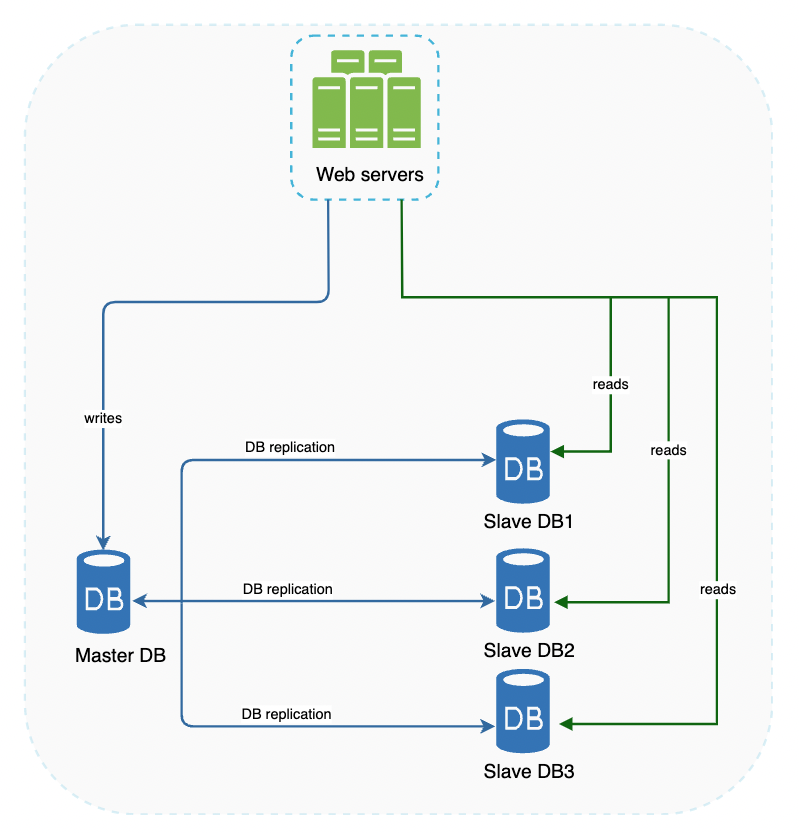 Web servers
reads
writes
DB replication
DB
reads
Slave DB1
DB
DB replication
DB
reads
Master DB
Slave DB2
DB replication
DB
Slave DB3